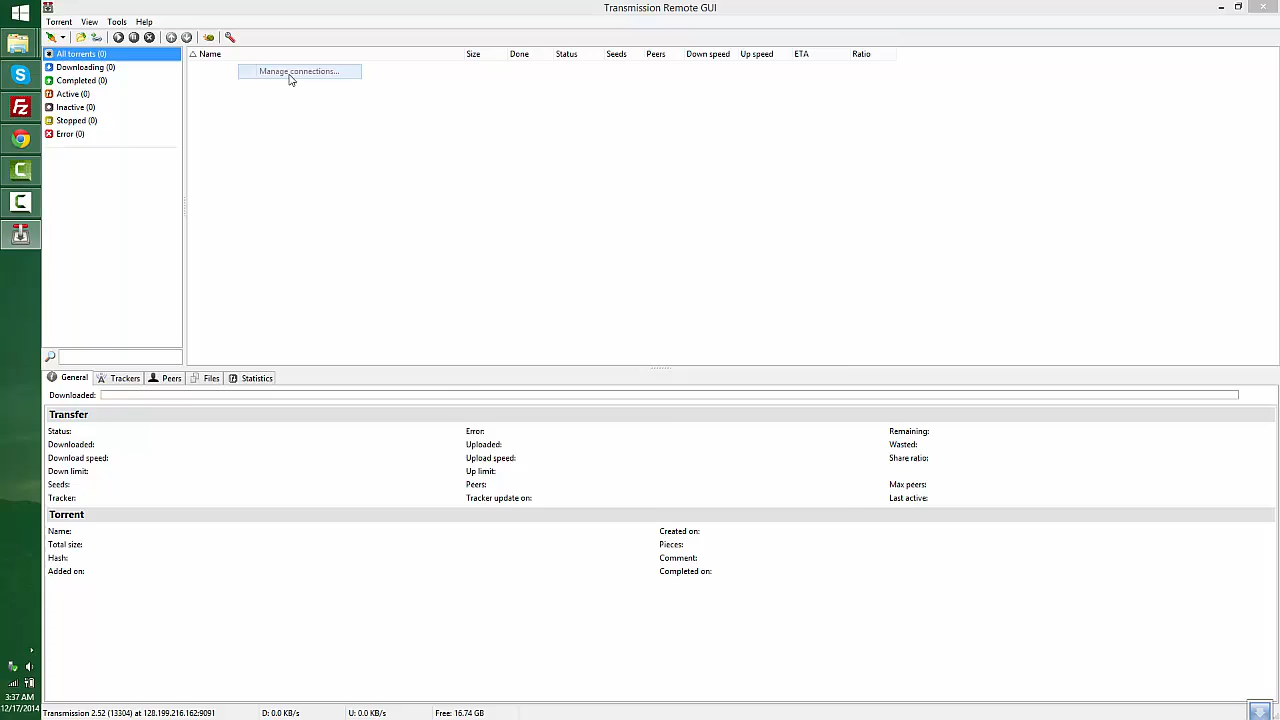 Transmission Remote GUI
Torrent View Tools Help
All torrents (0)
Downloading (0)
Completed (0)
Active (0)
Inactive (0)
Stopped (0)
Error (0)
Name Size Done Status Seeds Peers Down speed Up speed ETA Ratio
Manage connections...
General Trackers Peers Files Statistics
Downloaded:
Transfer
Status: Error: Remaining:
Downloaded: Uploaded: Wasted:
Download speed: Upload speed: Share ratio:
Down limit: Up limit:
Seeds: Peers: Max peers:
Tracker: Tracker update on: Last active:
Torrent
Name: Created on:
Total size: Pieces:
Hash: Comment:
Added on: Completed on:
3:37 AM
12/17/2014
Transmission 2.52 (13304) at 128.199.216.162:9091 D: 0.0 KB/s U: 0.0 KB/s Free: 16.74 GB